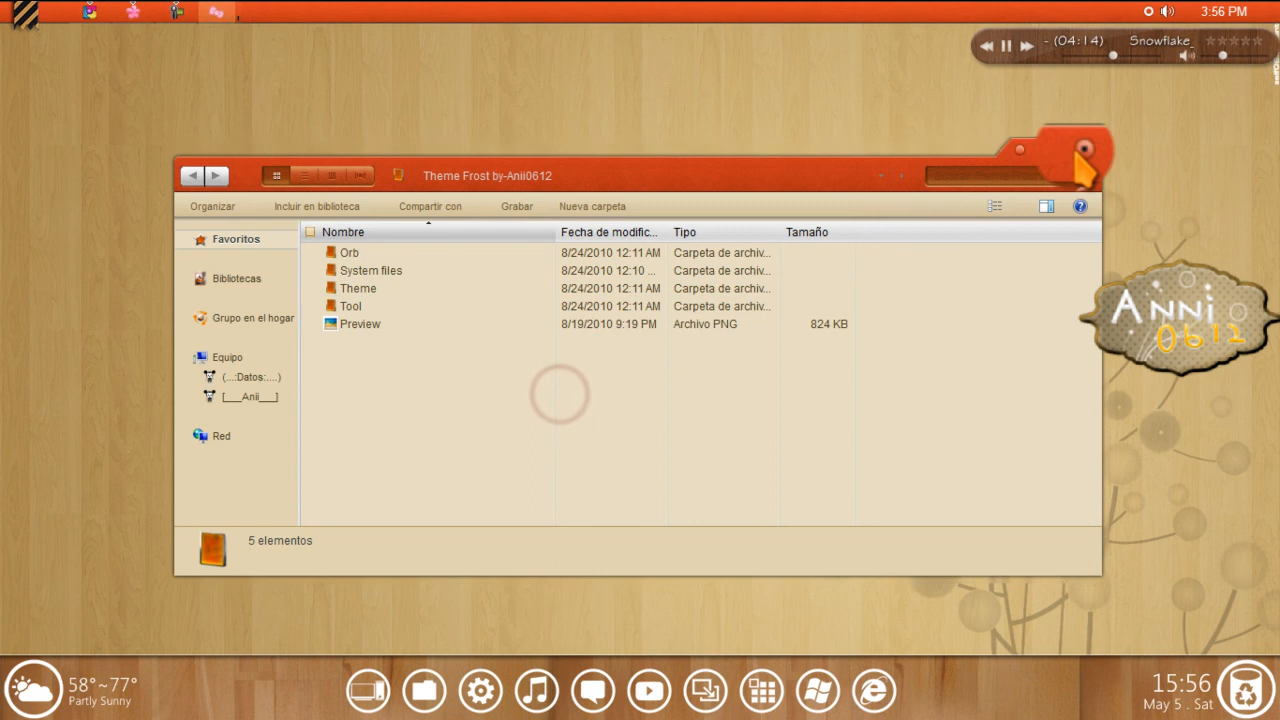 3:56 PM
- (04:14) Snowflake_
Theme Frost by-Anii0612
Organizar Incluir en biblioteca Compartir con Grabar Nueva carpeta
Nombre Fecha de modific... Tipo Tamaño
Favoritos
Bibliotecas
Grupo en el hogar
Equipo
(...:Datos:....)
[___Anii___]
Red
Orb 8/24/2010 12:11 AM Carpeta de archiv...
System files 8/24/2010 12:10 ... Carpeta de archiv...
Theme 8/24/2010 12:11 AM Carpeta de archiv...
Tool 8/24/2010 12:11 AM Carpeta de archiv...
Preview 8/19/2010 9:19 PM Archivo PNG 824 KB
5 elementos
Anni
0612
58°~77°
Partly Sunny
15:56
May 5 . Sat